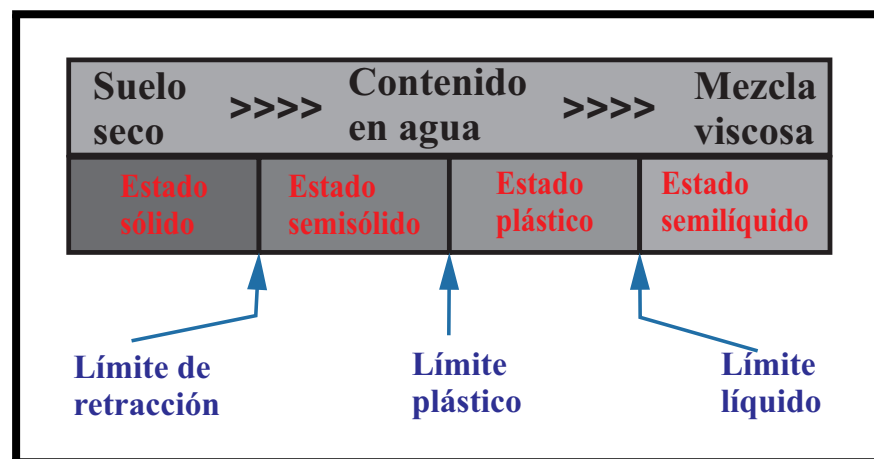 Suelo seco >>>> Contenido en agua >>>> Mezcla viscosa
Estado sólido
Estado semisólido
Estado plástico
Estado semilíquido
Límite de retracción
Límite plástico
Límite líquido